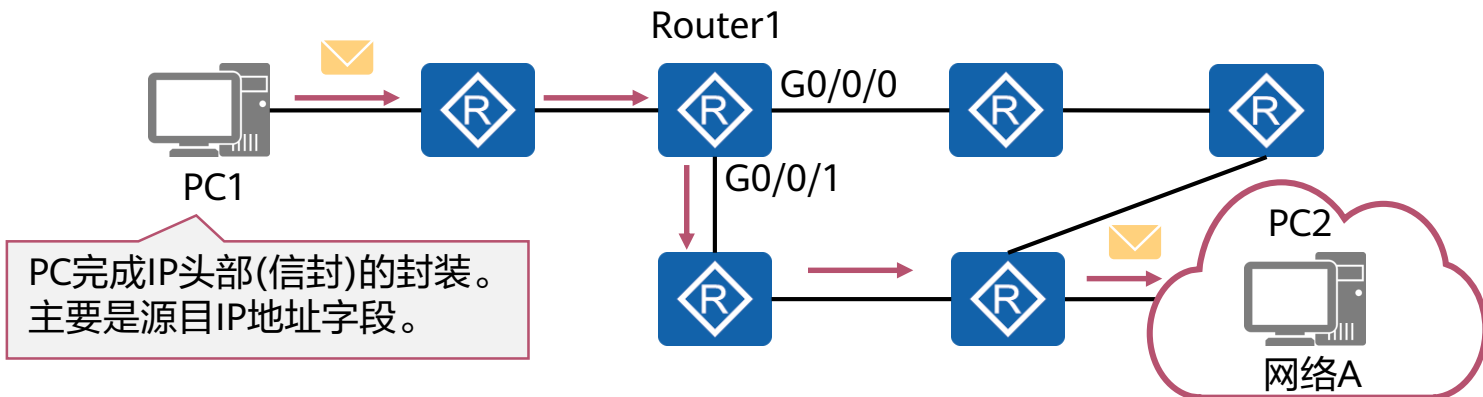 Router1
R
R
G0/0/0
R
R
PC1
G0/0/1
PC2
PC完成IP头部(信封)的封装。
主要是源目IP地址字段。
R
R
网络A